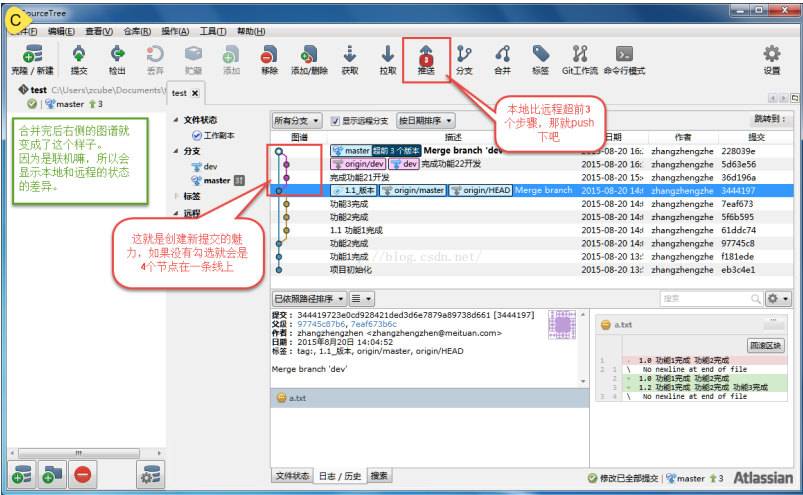 C
SourceTree
文件(F) 编辑(E) 查看(V) 仓库(R) 操作(A) 工具(T) 帮助(H)
克隆 / 新建 提交 检出 丢弃 贮藏 添加 移除 添加/删除 获取 拉取 推送 分支 合并 标签 Git工作流 命令行模式 设置
3
test C:\Users\zcube\Documents\
master 3
test
合并完后右侧的图谱就
变成了这个样子。
因为是联机嘛，所以会
显示本地和远程的状态
的差异。
文件状态
工作副本
分支
dev
master 3↑
标签
远程
本地比远程超前3
个步骤，那就push
下吧
所有分支 显示远端分支 按日期排序 跳转到：
图谱 描述 日期 作者 提交
master 超前 3 个版本 Merge branch 'dev' 2015-08-20 16: zhangzhengzhe 228039e
origin/dev dev 完成功能22开发 2015-08-20 16: zhangzhengzhe 5d63e56
完成功能21开发 2015-08-20 15: zhangzhengzhe 36d196a
1.1_版本 origin/master origin/HEAD Merge branch 2015-08-20 14: zhangzhengzhe 3444197
功能3完成 2015-08-20 14: zhangzhengzhe 7eaf673
功能2完成 2015-08-20 14: zhangzhengzhe 5f6b595
1.1 功能1完成 2015-08-20 14: zhangzhengzhe 61ddc74
功能2完成 2015-08-20 14: zhangzhengzhe 97745c8
功能1完成 2015-08-20 13: zhangzhengzhe f181ede
项目初始化 2015-08-20 13: zhangzhengzhe eb3c4e1
//blog.csdn.net/
这就是创建新提交的魅
力，如果没有勾选就会是
4个节点在一条线上
已依照路径排序 搜索
提交： 344419723e0cd928421ded3d6e7879a89738d661 [3444197]
父级： 97745c87b6, 7eaf673b6c
作者： zhangzhengzhen <zhangzhengzhen@meituan.com>
日期： 2015年8月20日 14:04:52
标签： tag:, 1.1_版本, origin/master, origin/HEAD
Merge branch 'dev'
a.txt
a.txt
回滚区块
1 - 1.0 功能1完成 功能2完成
2 1 \ No newline at end of file
2 + 1.0 功能1完成 功能2完成
3 + 1.2 功能1完成 功能2完成 功能3完成
3 4 \ No newline at end of file
文件状态 日志 / 历史 搜索
修改已全部提交 master 3 Atlassian